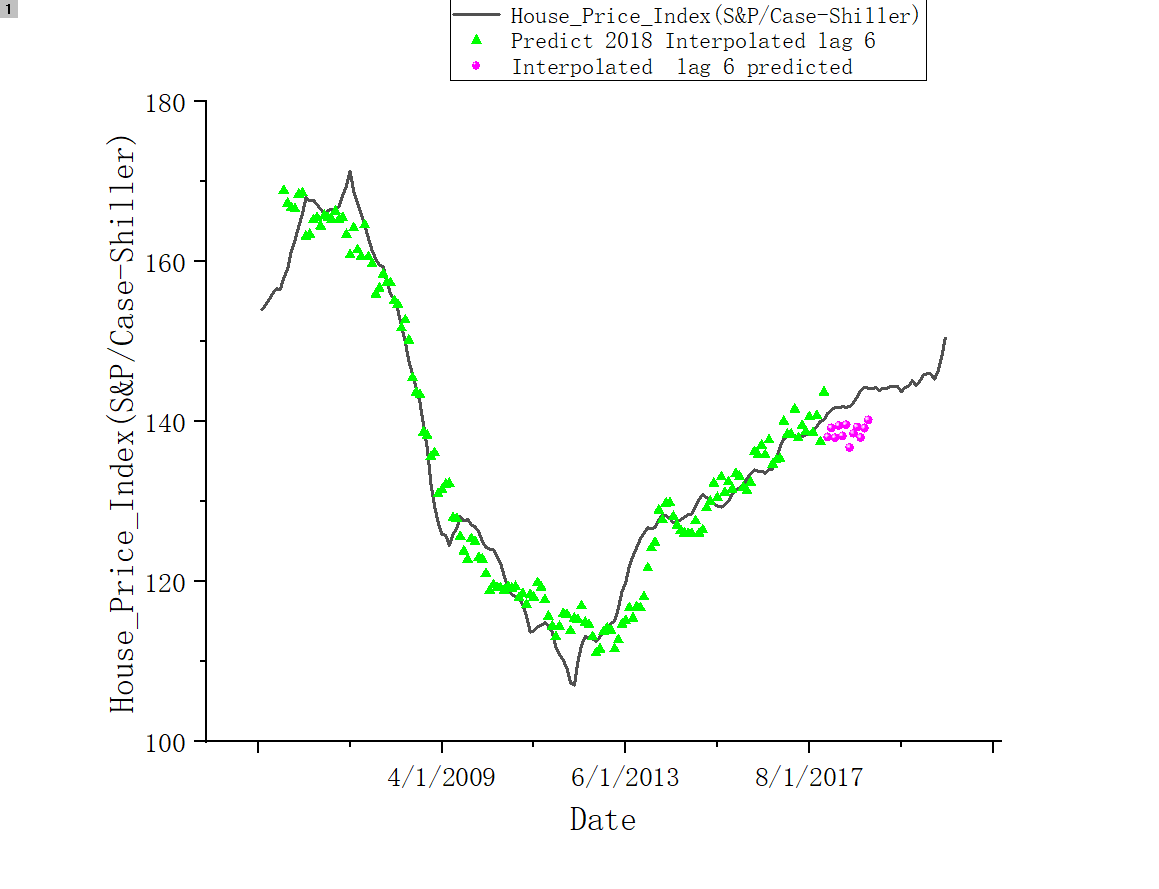 1
House_Price_Index(S&P/Case-Shiller)
Predict 2018 Interpolated lag 6
Interpolated  lag 6 predicted
180
160
140
120
100
House_Price_Index(S&P/Case-Shiller)
4/1/2009
6/1/2013
8/1/2017
Date